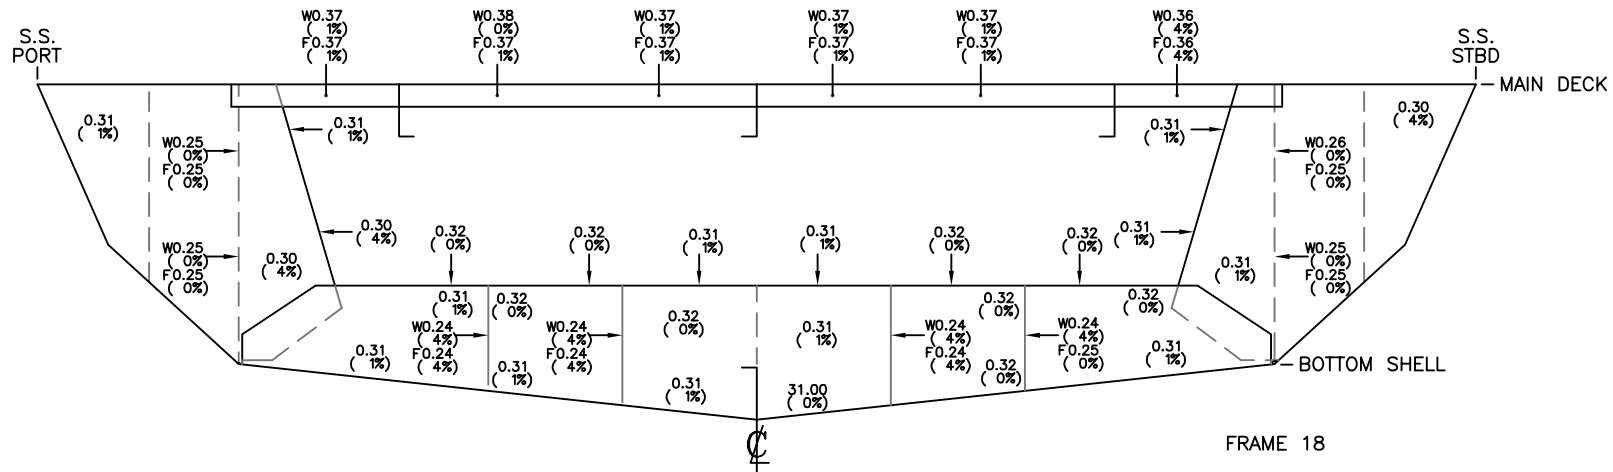 W0.37
( 1%)
F0.37
( 1%)
W0.38
( 0%)
F0.37
( 1%)
W0.37
( 1%)
F0.37
( 1%)
W0.37
( 1%)
F0.37
( 1%)
W0.37
( 1%)
F0.37
( 1%)
W0.36
( 4%)
F0.36
( 4%)
S.S.
PORT
S.S.
STBD
MAIN DECK
0.31
( 1%)
0.31
( 1%)
0.31
( 1%)
0.30
( 4%)
W0.25
( 0%)
F0.25
( 0%)
W0.26
( 0%)
F0.25
( 0%)
0.30
( 4%)
0.32
( 0%)
0.32
( 0%)
0.31
( 1%)
0.31
( 1%)
0.32
( 0%)
0.32
( 0%)
0.31
( 1%)
W0.25
( 0%)
F0.25
( 0%)
0.30
( 4%)
0.31
( 1%)
W0.25
( 0%)
F0.25
( 0%)
0.31
( 1%)
0.32
( 0%)
0.32
( 0%)
0.31
( 1%)
0.32
( 0%)
0.32
( 0%)
W0.24
( 4%)
F0.24
( 4%)
W0.24
( 4%)
F0.24
( 4%)
W0.24
( 4%)
F0.24
( 4%)
W0.24
( 4%)
F0.25
( 0%)
0.31
( 1%)
0.31
( 1%)
0.31
( 1%)
31.00
( 0%)
0.32
( 0%)
0.31
( 1%)
BOTTOM SHELL
℄
FRAME 18